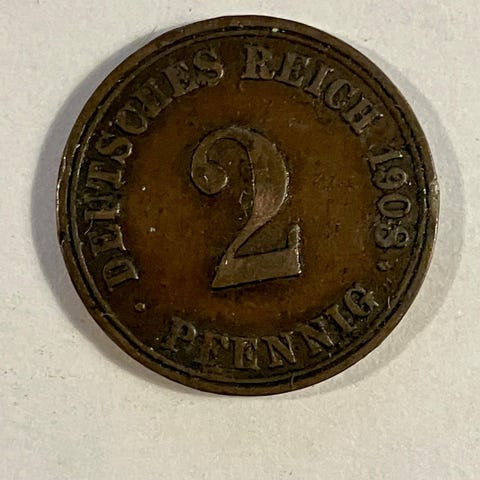 DEUTSCHES REICH 1908
2
PFENNIG